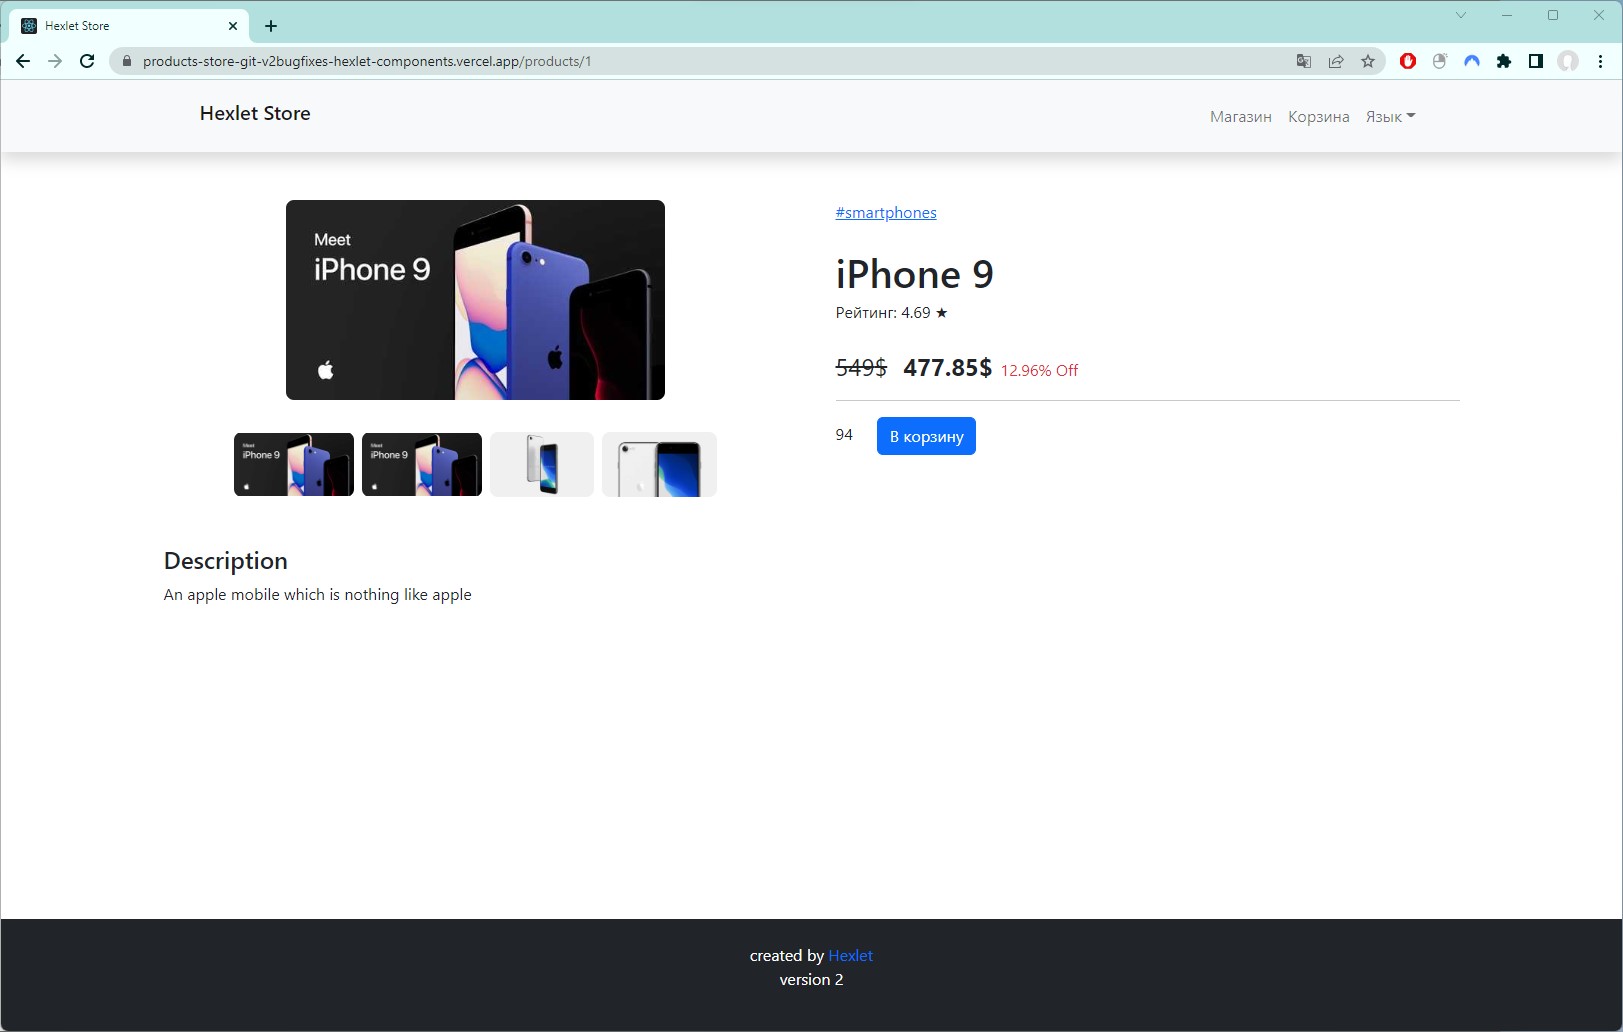 Hexlet Store
products-store-git-v2bugfixes-hexlet-components.vercel.app/products/1
Hexlet Store
Магазин Корзина Язык
Meet
iPhone 9
#smartphones
iPhone 9
Рейтинг: 4.69 ★
549$ 477.85$ 12.96% Off
94 В корзину
Meet
iPhone 9
Meet
iPhone 9
Description
An apple mobile which is nothing like apple
created by Hexlet
version 2